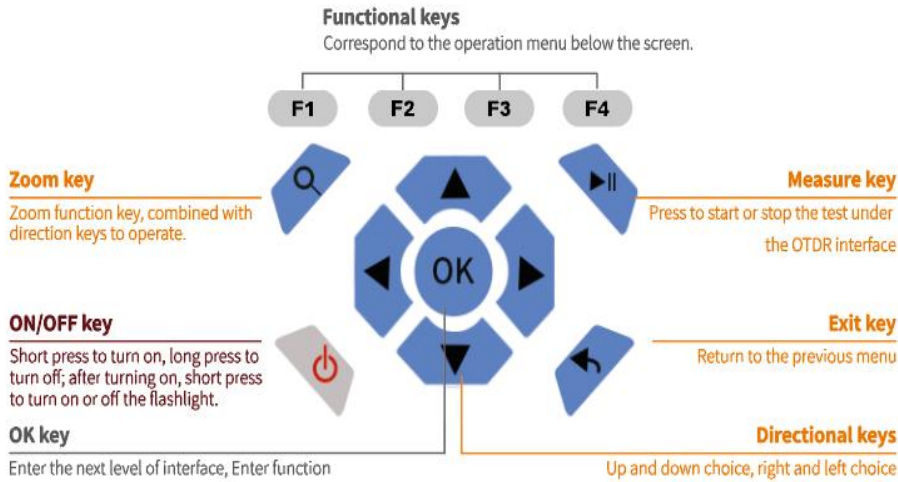 Functional keys
Correspond to the operation menu below the screen.
F1 F2 F3 F4
Zoom key
Zoom function key, combined with
direction keys to operate.
Measure key
Press to start or stop the test under
the OTDR interface
OK
ON/OFF key
Short press to turn on, long press to
turn off; after turning on, short press
to turn on or off the flashlight.
Exit key
Return to the previous menu
OK key
Enter the next level of interface, Enter function
Directional keys
Up and down choice, right and left choice